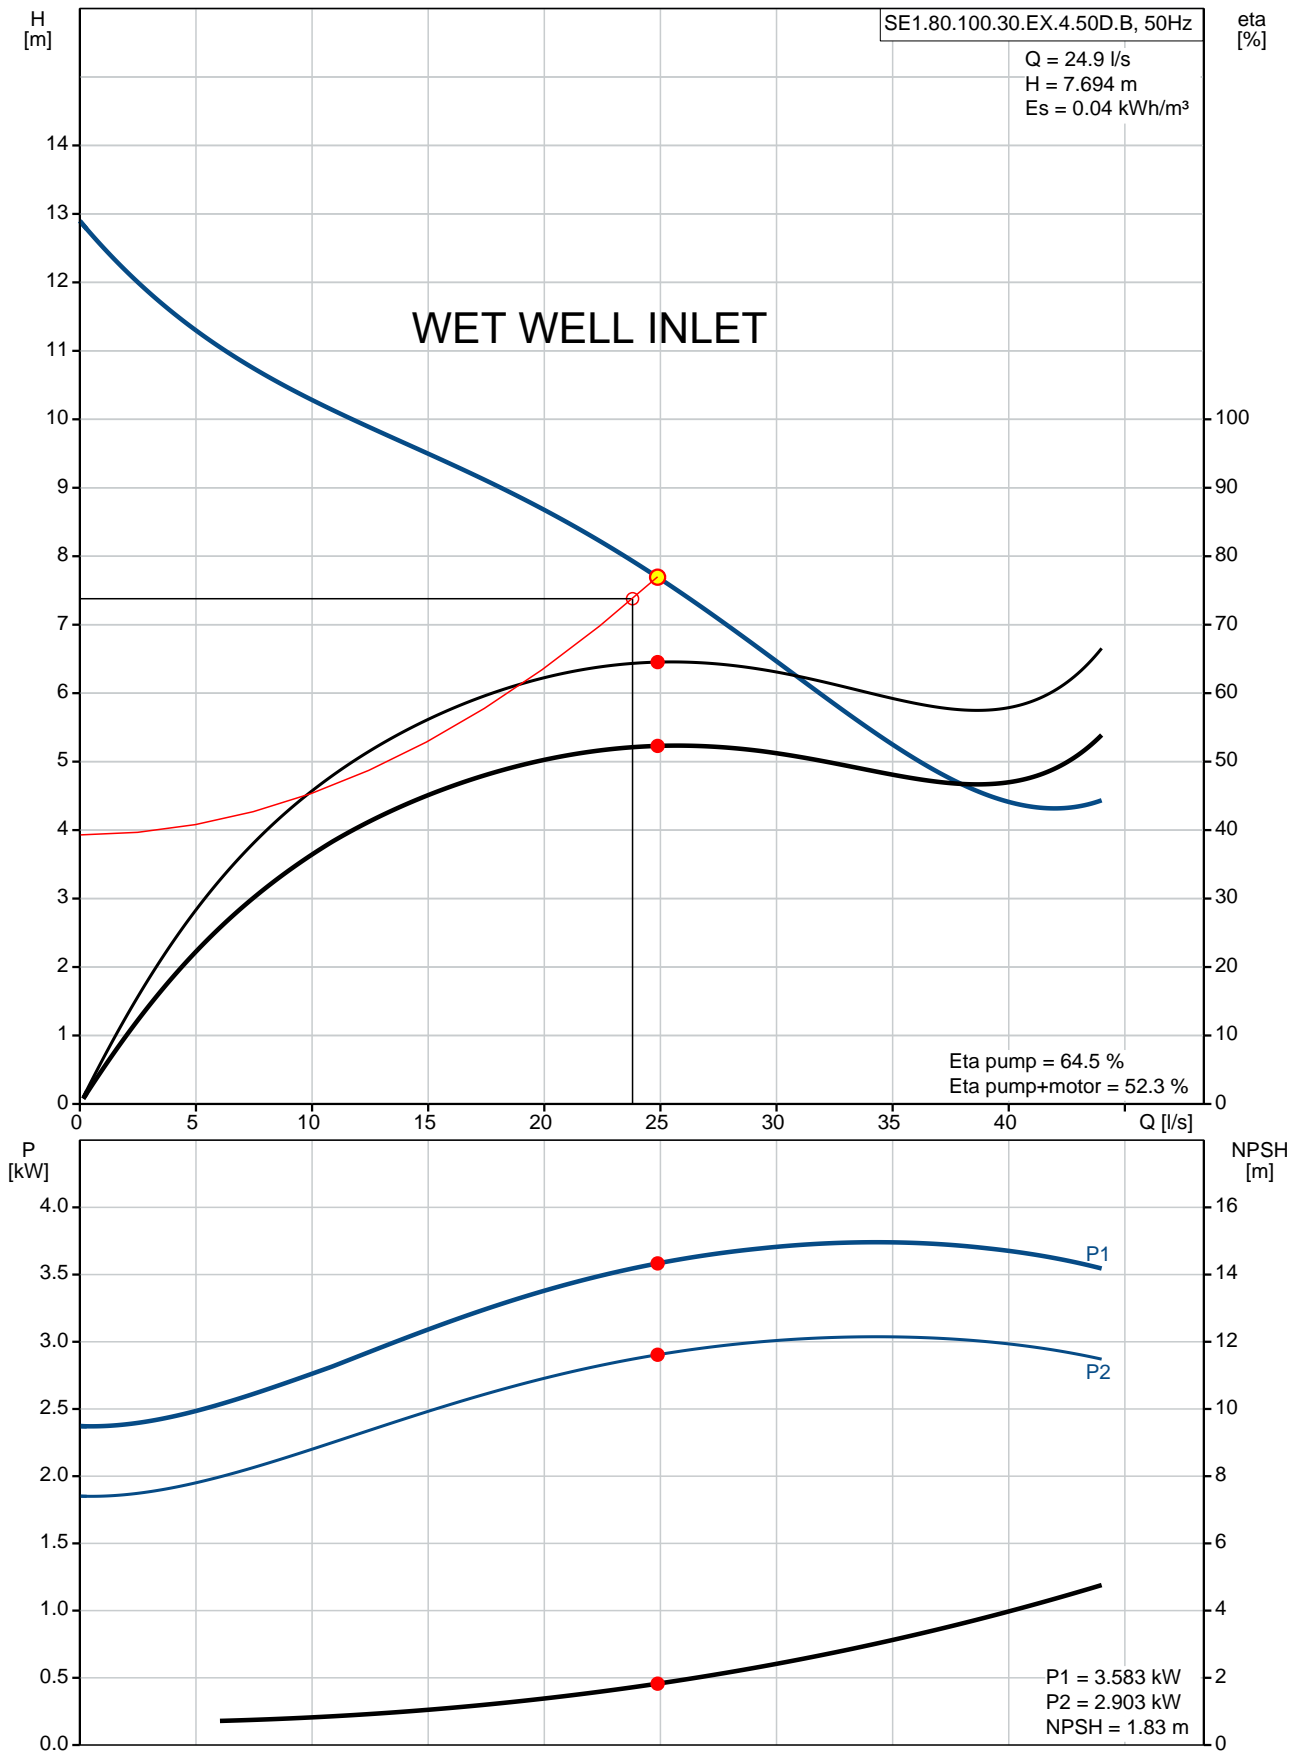 H
[m]
SE1.80.100.30.EX.4.50D.B, 50Hz
eta
[%]
Q = 24.9 l/s
H = 7.694 m
Es = 0.04 kWh/m³
14
13
12
11
10
9
8
7
6
5
4
3
2
1
0
WET WELL INLET
100
90
80
70
60
50
40
30
20
10
0
Eta pump = 64.5 %
Eta pump+motor = 52.3 %
0 5 10 15 20 25 30 35 40 Q [l/s]
P
[kW]
NPSH
[m]
4.0
3.5
3.0
2.5
2.0
1.5
1.0
0.5
0.0
P1
P2
16
14
12
10
8
6
4
2
0
P1 = 3.583 kW
P2 = 2.903 kW
NPSH = 1.83 m